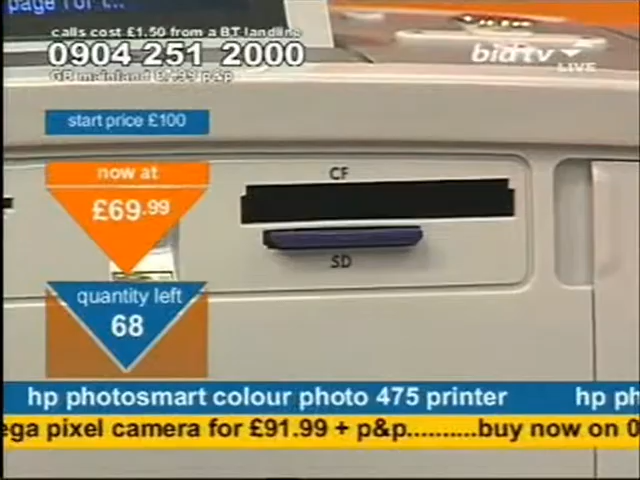 page for t...
calls cost £1.50 from a BT landline
0904 251 2000
bid tv
LIVE
start price £100
now at
£69.99
CF
SD
quantity left
68
hp photosmart colour photo 475 printer hp ph
ega pixel camera for £91.99 + p&p..........buy now on 0